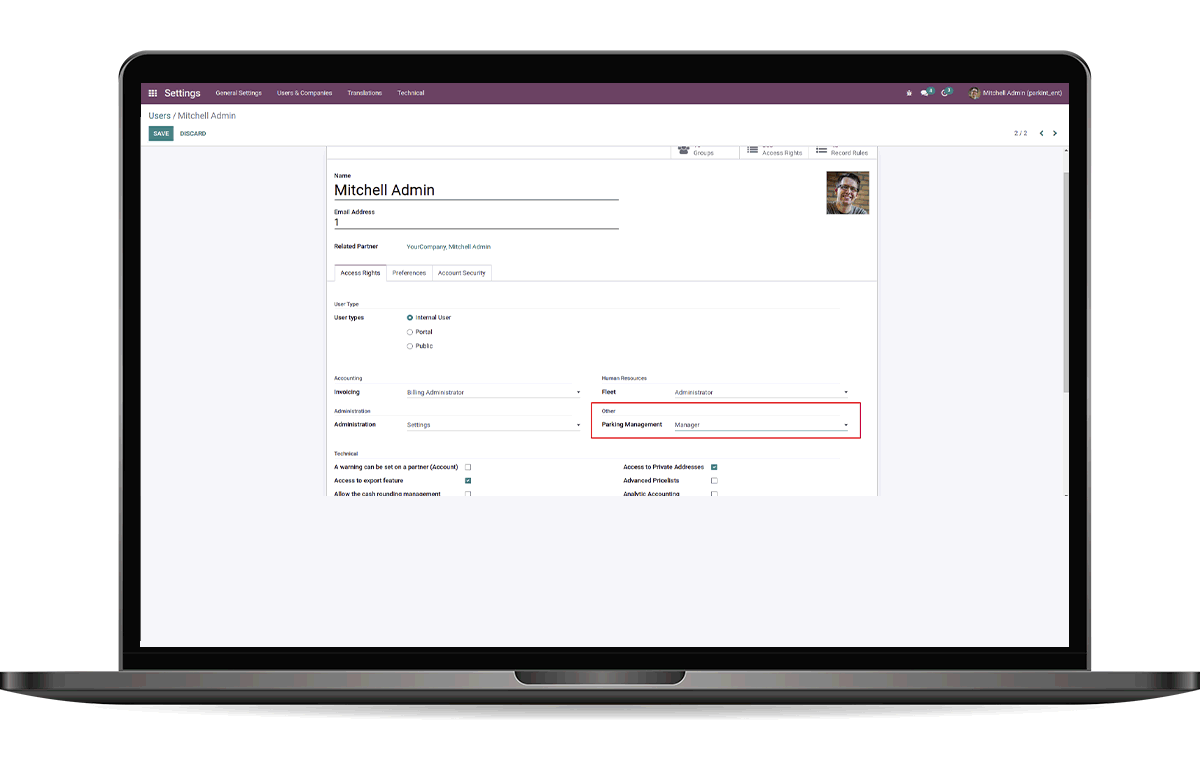 Settings General Settings Users & Companies Translations Technical Mitchell Admin (parkint_ent)
Users / Mitchell Admin
SAVE DISCARD 2 / 2
Groups Access Rights Record Rules
Name
Mitchell Admin
Email Address
1
Related Partner YourCompany, Mitchell Admin
Access Rights Preferences Account Security
User Type
User types Internal User
Portal
Public
Accounting Human Resources
Invoicing Billing Administrator Fleet Administrator
Administration Other
Administration Settings Parking Management Manager
Technical
A warning can be set on a partner (Account) Access to Private Addresses
Access to export feature Advanced Pricelists
Allow the cash rounding management Analytic Accounting